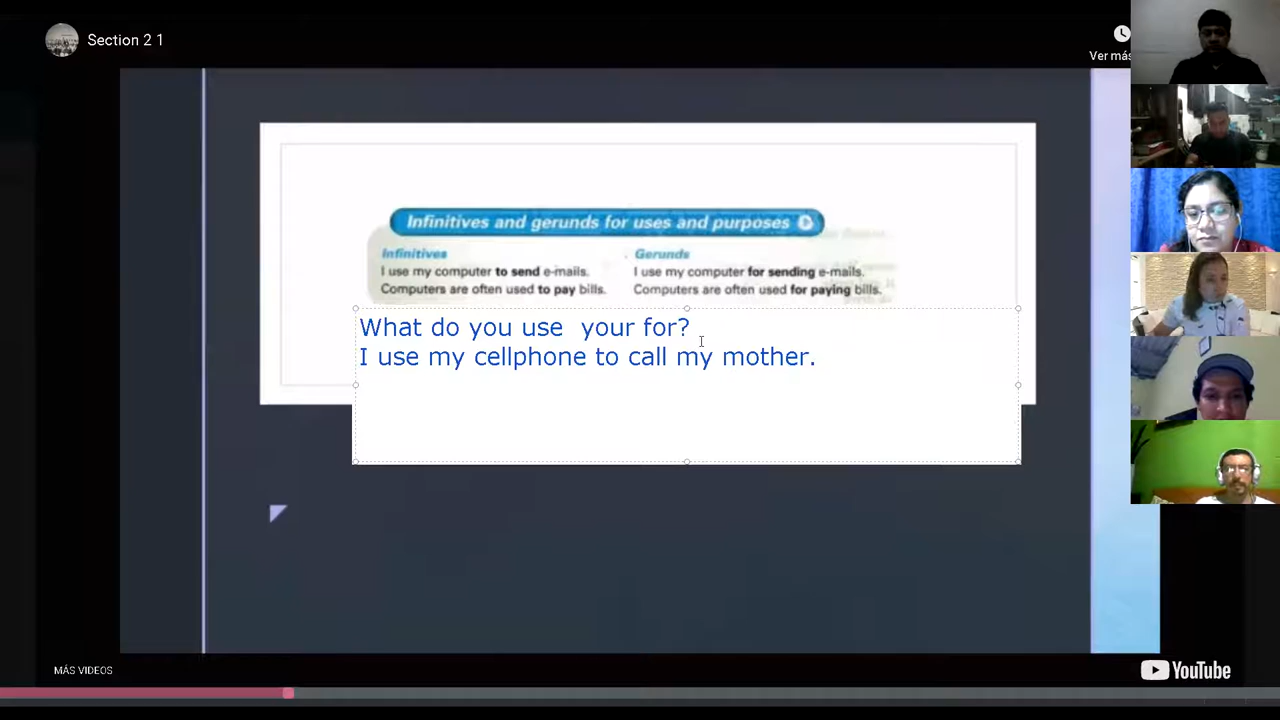 Section 2 1
Ver más
Infinitives and gerunds for uses and purposes
Infinitives
I use my computer to send e-mails.
Computers are often used to pay bills.
Gerunds
I use my computer for sending e-mails.
Computers are often used for paying bills.
What do you use  your for?
I use my cellphone to call my mother.
MÁS VIDEOS
YouTube